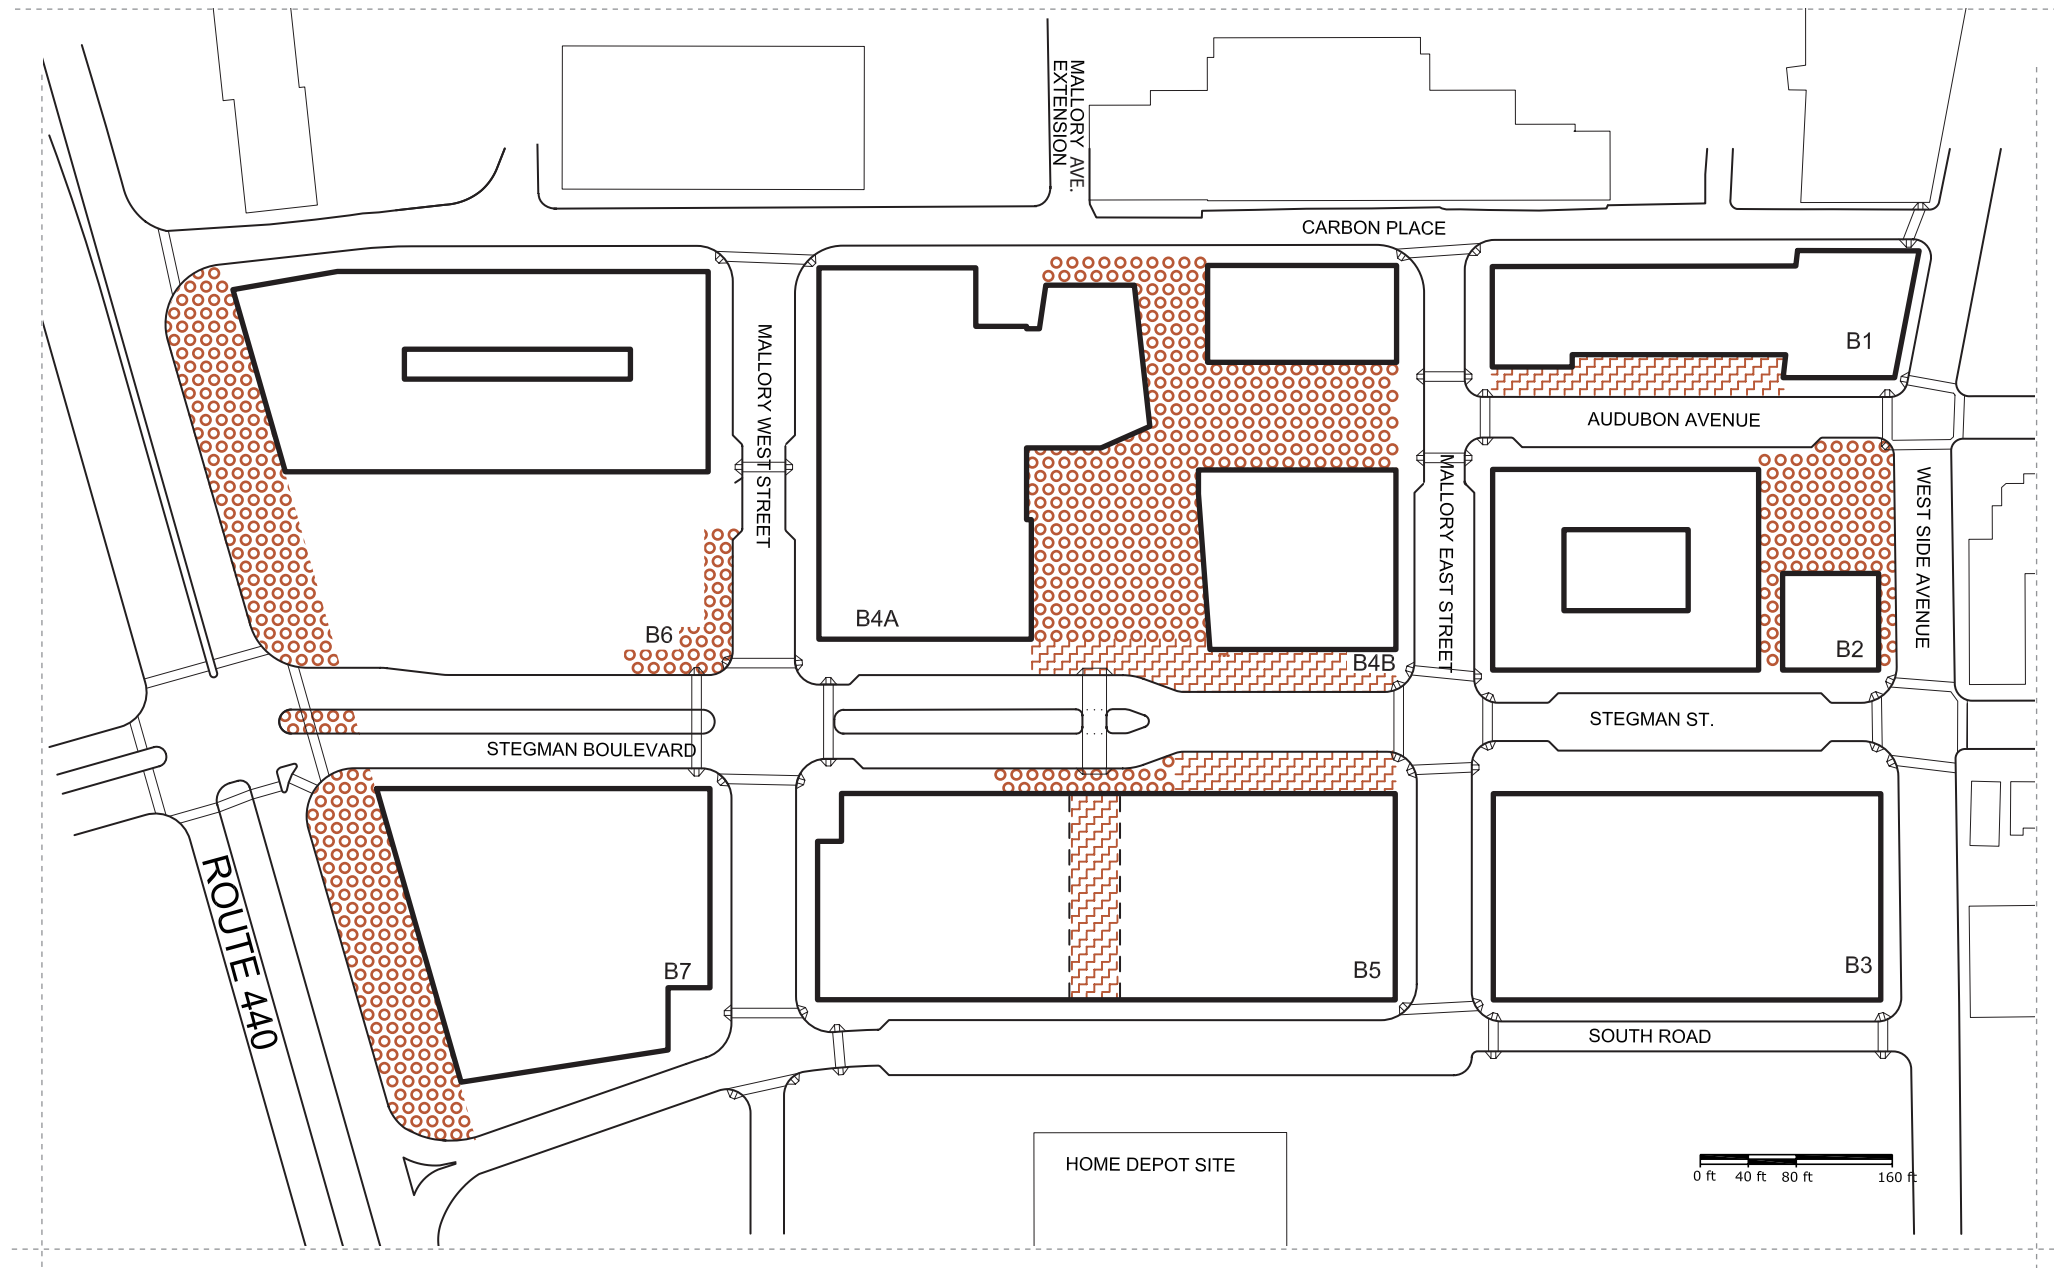 MALLORY AVE.
EXTENSION
CARBON PLACE
B1
MALLORY WEST STREET
AUDUBON AVENUE
MALLORY EAST STREET
WEST SIDE AVENUE
B4A
B6
B4B
B2
STEGMAN ST.
STEGMAN BOULEVARD
ROUTE 440
B7
B5
B3
SOUTH ROAD
HOME DEPOT SITE
0 ft 40 ft 80 ft 160 ft